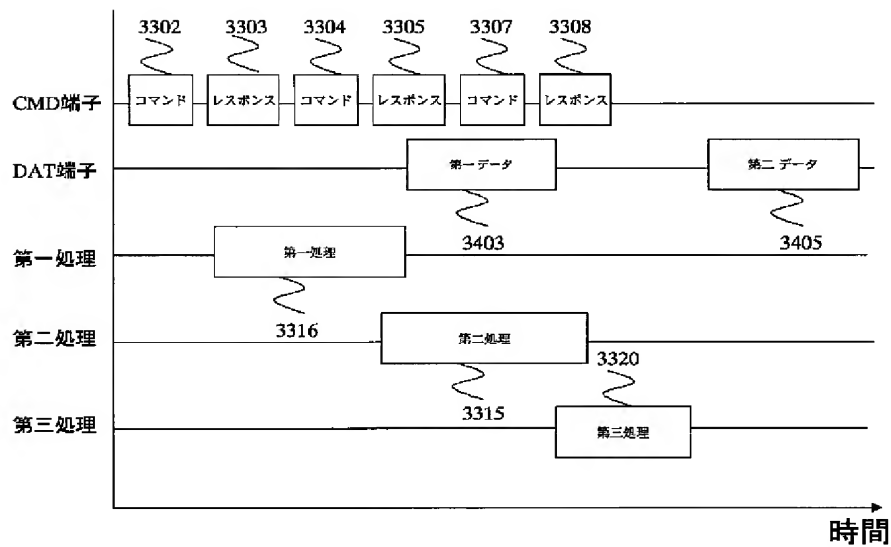 3302 3303 3304 3305 3307 3308
CMD端子 コマンド レスポンス コマンド レスポンス コマンド レスポンス
DAT端子 第一データ 第二データ
3403 3405
第一処理 第一処理
3316
第二処理 第二処理
3320
3315
第三処理 第三処理
時間